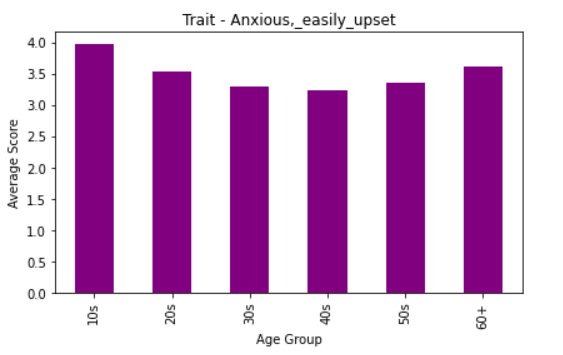 Trait - Anxious,_easily_upset
4.0
3.5
3.0
2.5
2.0
1.5
1.0
0.5
0.0
Average Score
10s
20s
30s
40s
50s
60+
Age Group